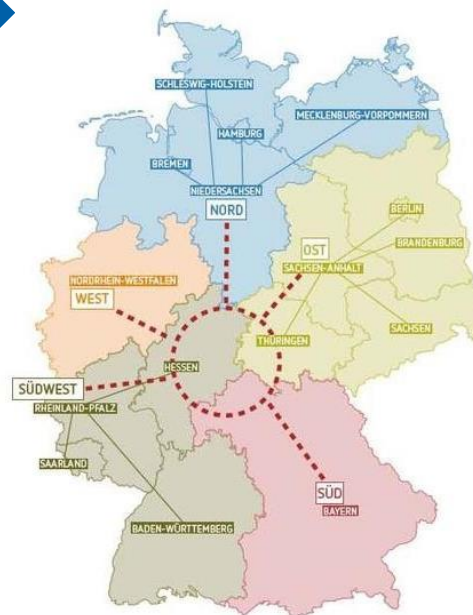 SCHLESWIG-HOLSTEIN
MECKLENBURG-VORPOMMERN
HAMBURG
BREMEN
NIEDERSACHSEN
NORD
BERLIN
OST
BRANDENBURG
SACHSEN-ANHALT
NORDRHEIN-WESTFALEN
WEST
SACHSEN
THÜRINGEN
HESSEN
SÜDWEST
RHEINLAND-PFALZ
SAARLAND
SÜD
BAYERN
BADEN-WÜRTTEMBERG